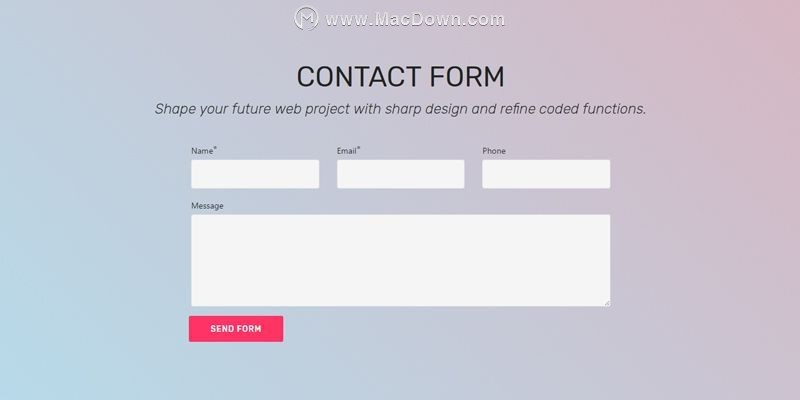 www.MacDown.com
CONTACT FORM
Shape your future web project with sharp design and refine coded functions.
Name* Email* Phone
Message
SEND FORM